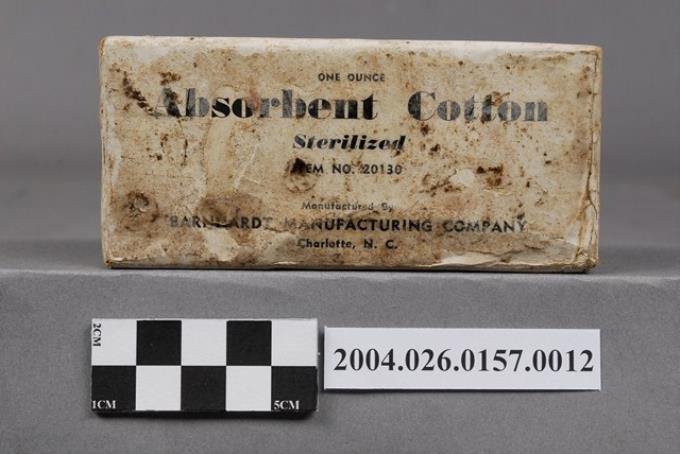 ONE OUNCE
Absorbent Cotton
Sterilized
ITEM NO. 20130
Manufactured By
BARNHARDT MANUFACTURING COMPANY
Charlotte, N. C.
2CM
1CM
5CM
2004.026.0157.0012